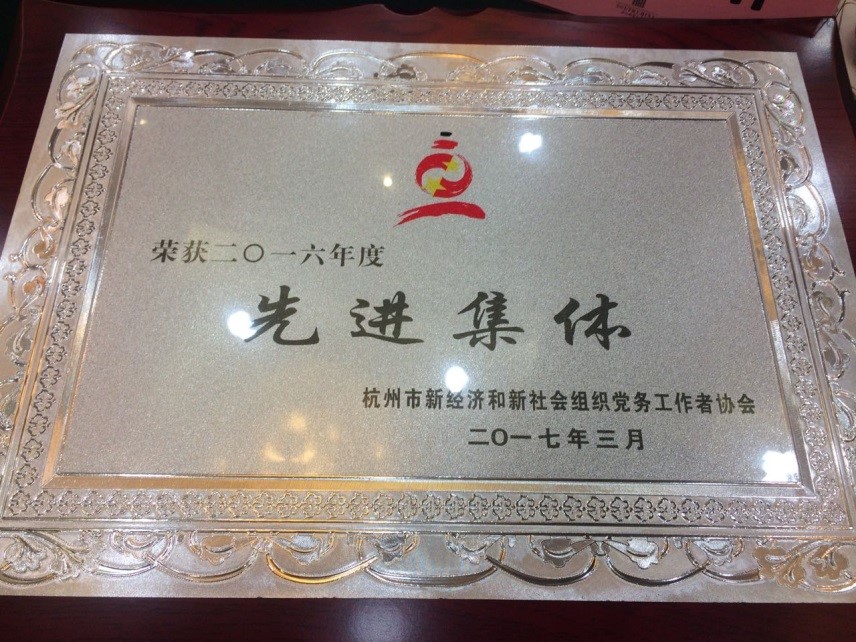 荣获二〇一六年度
先进集体
杭州市新经济和新社会组织党务工作者协会
二〇一七年三月